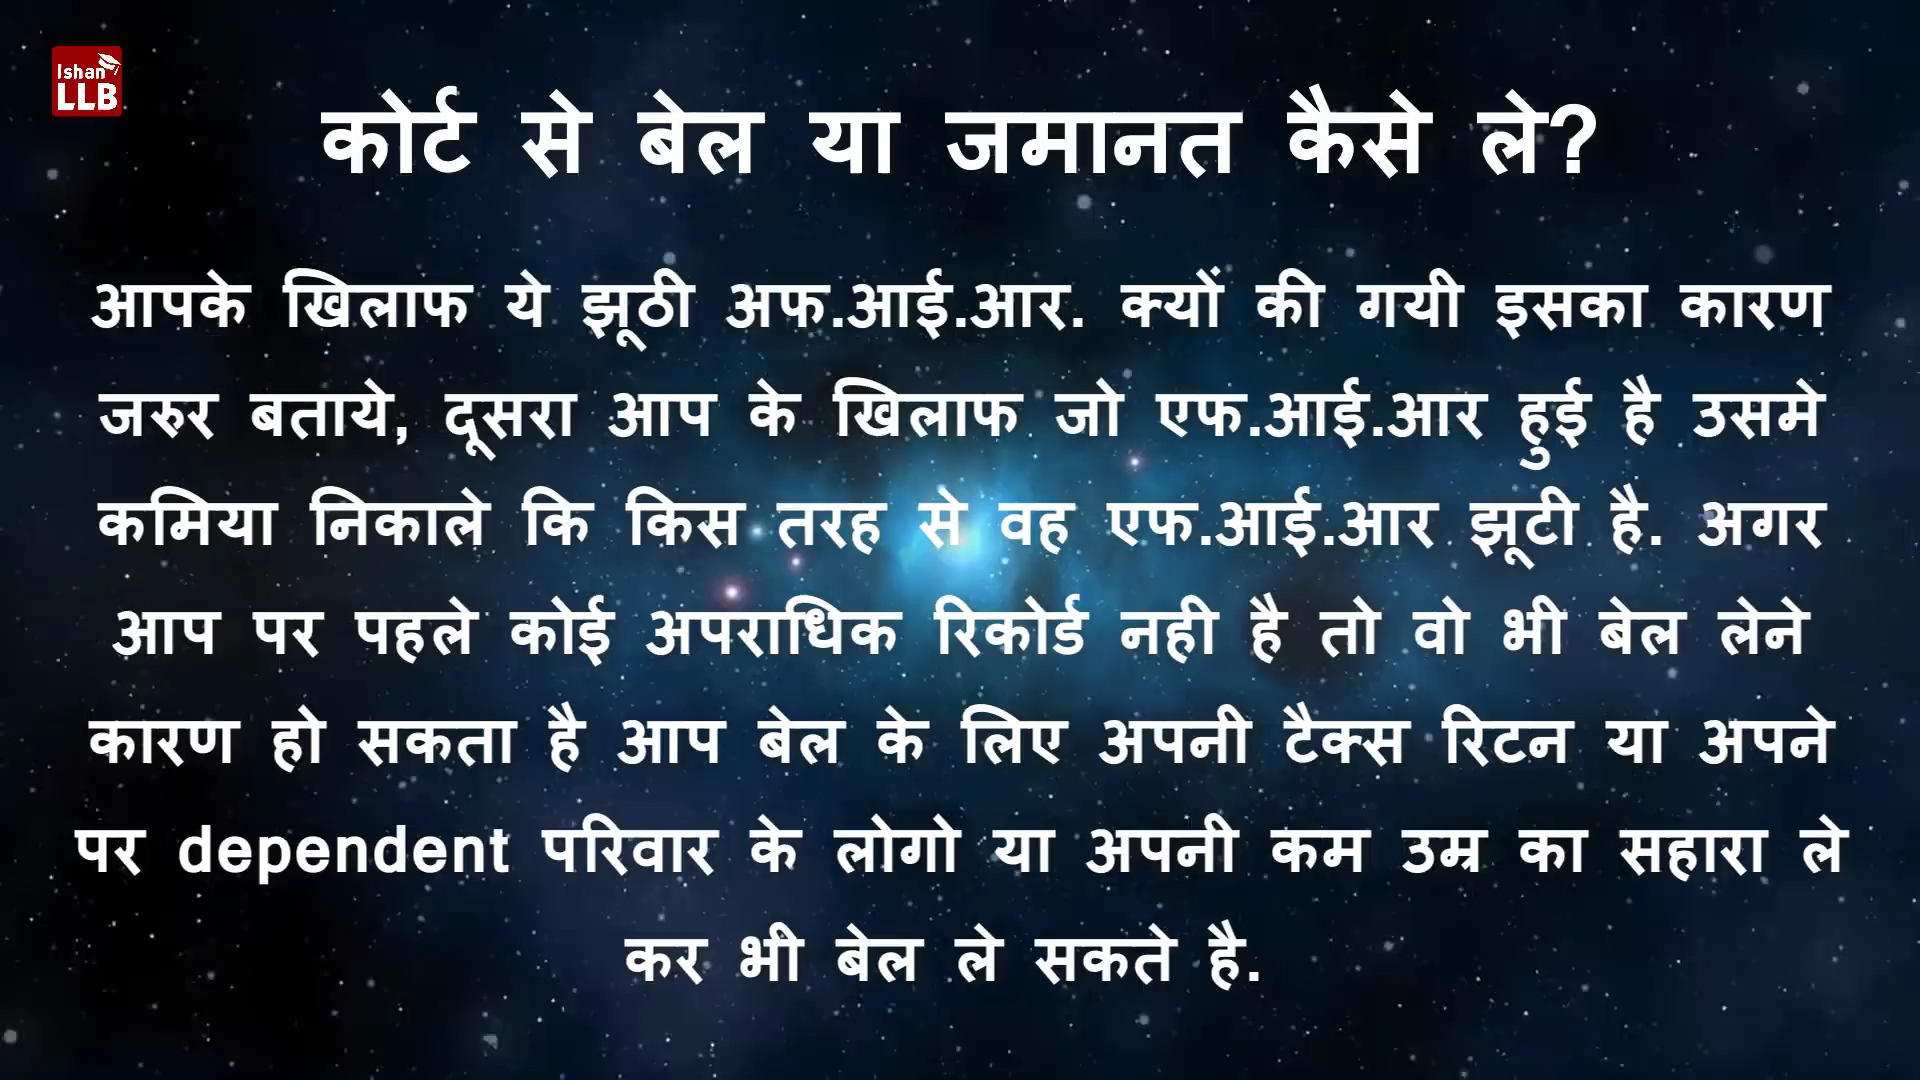 Ishan
LLB
कोर्ट से बेल या जमानत कैसे ले?
आपके खिलाफ ये झूठी अफ.आई.आर. क्यों की गयी इसका कारण
जरुर बताये, दूसरा आप के खिलाफ जो एफ.आई.आर हुई है उसमे
कमिया निकाले कि किस तरह से वह एफ.आई.आर झूटी है. अगर
आप पर पहले कोई अपराधिक रिकोर्ड नही है तो वो भी बेल लेने
कारण हो सकता है आप बेल के लिए अपनी टैक्स रिटन या अपने
पर dependent परिवार के लोगो या अपनी कम उम्र का सहारा ले
कर भी बेल ले सकते है.